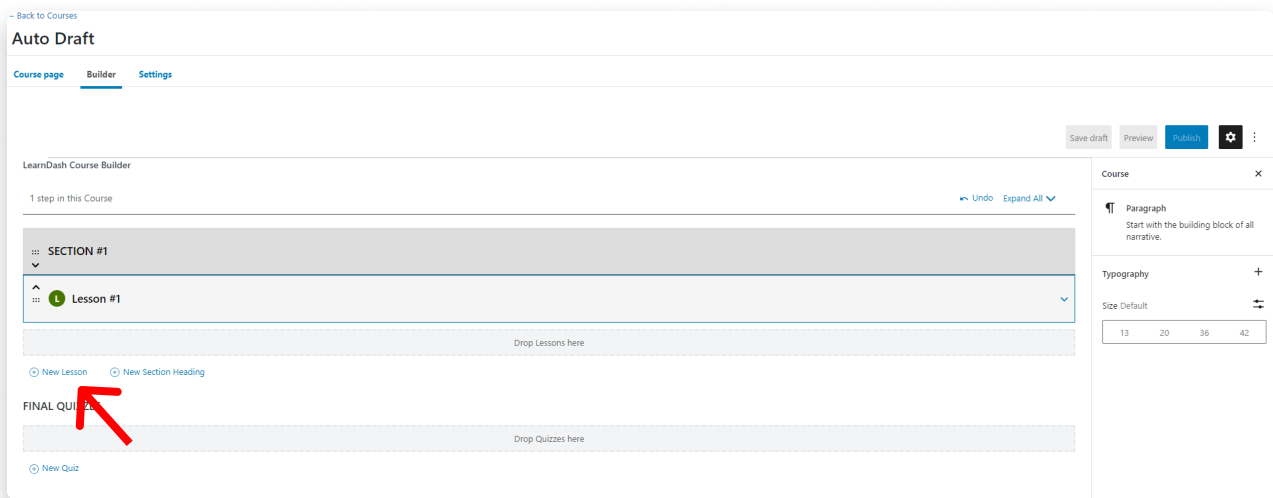 – Back to Courses
Auto Draft
Course page Builder Settings
Save draft Preview Publish
LearnDash Course Builder
1 step in this Course Undo Expand All
SECTION #1
L Lesson #1
Drop Lessons here
New Lesson New Section Heading
FINAL QUIZZES
Drop Quizzes here
New Quiz
Course
Paragraph
Start with the building block of all
narrative.
Typography
Size Default
13 20 36 42